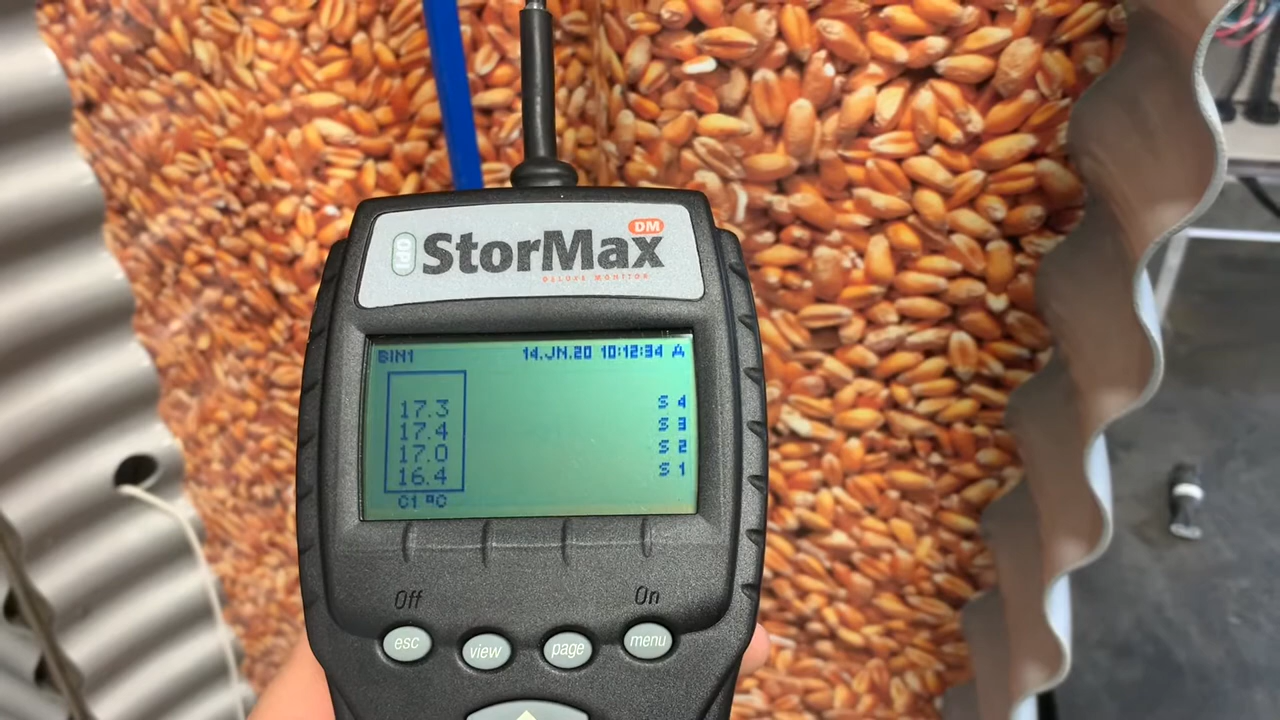 OPI StorMax DM
DELUXE MONITOR
BIN1 14.JN.20 10:12:34
17.3 S 4
17.4 S 3
17.0 S 2
16.4 S 1
C1 ºC
Off On
esc view page menu